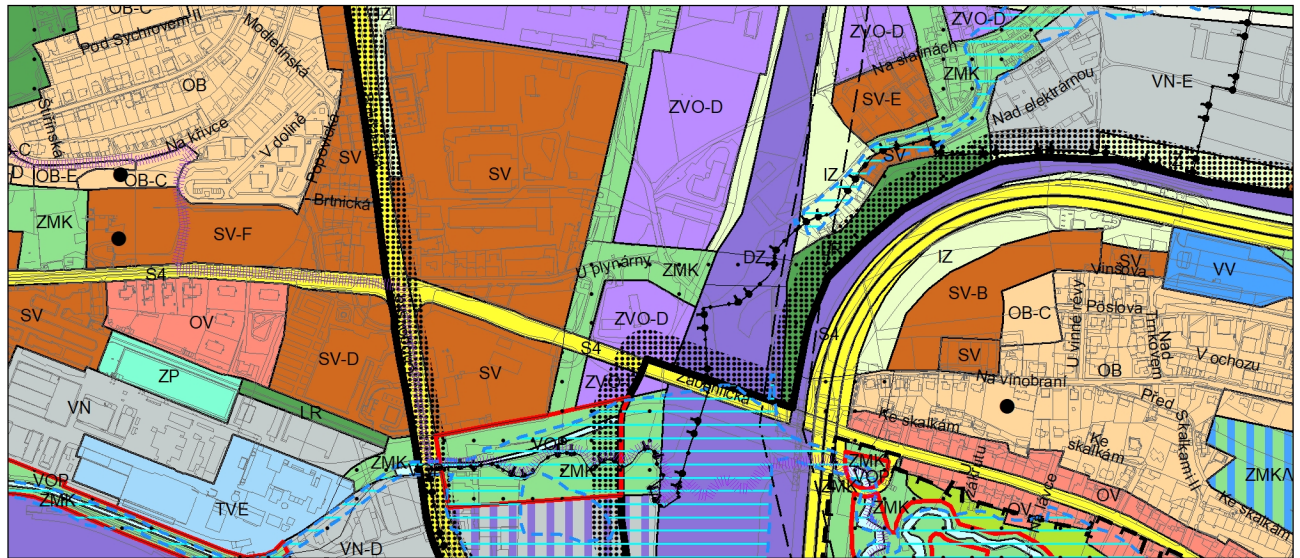 OB-C
Pod Sychrovem II
Modletínská
IZ
ZVO-D
ZVO-D
Na slatinách
ZMK
VN-E
OB
Nad elektrárnou
ZVO-D
SV-E
Na křivce
V dolině
Popovická
SV
SV
SV
OB-E
OB-C
IZ
ZMK
Brtnická
SV-F
DZ
IZ
SV
VV
U plynárny
ZMK
S4
Vinšova
SV-B
OB-C
Pošlova
U vinné révy
Nad Trnkovem
V ochozu
SV
OV
ZVO-D
S4
S4
SV
SV-D
SV
Na vinobraní
OB
ZP
Záběhlická
Před Skalkami II
VN
LR
VOP
Ke skalkám
Ke skalkám
ZMK
ZMK
ZMK
VOP
VOP
ZMK
OV
Ke skalkám
ZMK
OV
TVE
ZMK
VN-D